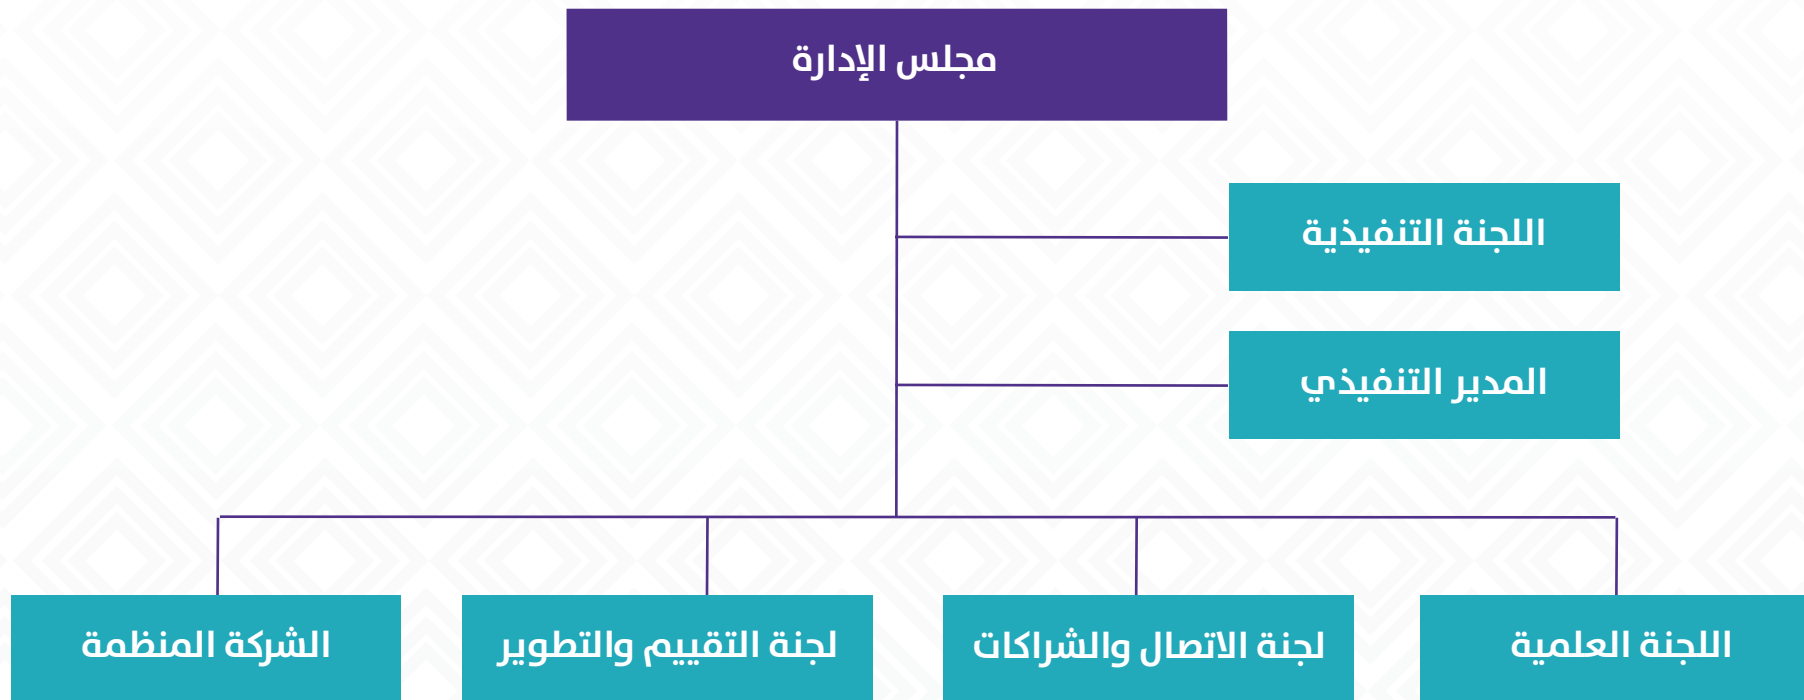 مجلس الإدارة
اللجنة التنفيذية
المدير التنفيذي
اللجنة العلمية
لجنة الاتصال والشراكات
لجنة التقييم والتطوير
الشركة المنظمة